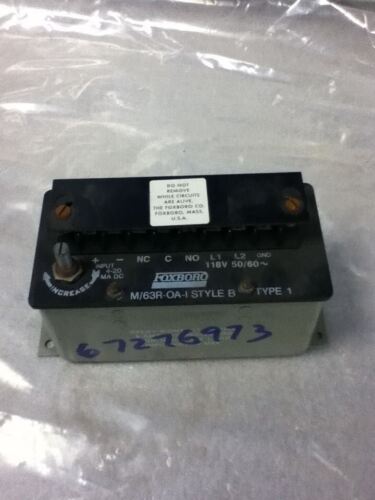 DO NOT
REMOVE
WHILE CIRCUITS
ARE ALIVE.
THE FOXBORO CO.
FOXBORO, MASS.
U.S.A.
+ − NC C NO L1 L2 GND
INPUT
4-20
MA DC
118V 50/60~
INCREASE
FOXBORO
M/63R-OA-I STYLE B TYPE 1
67276973